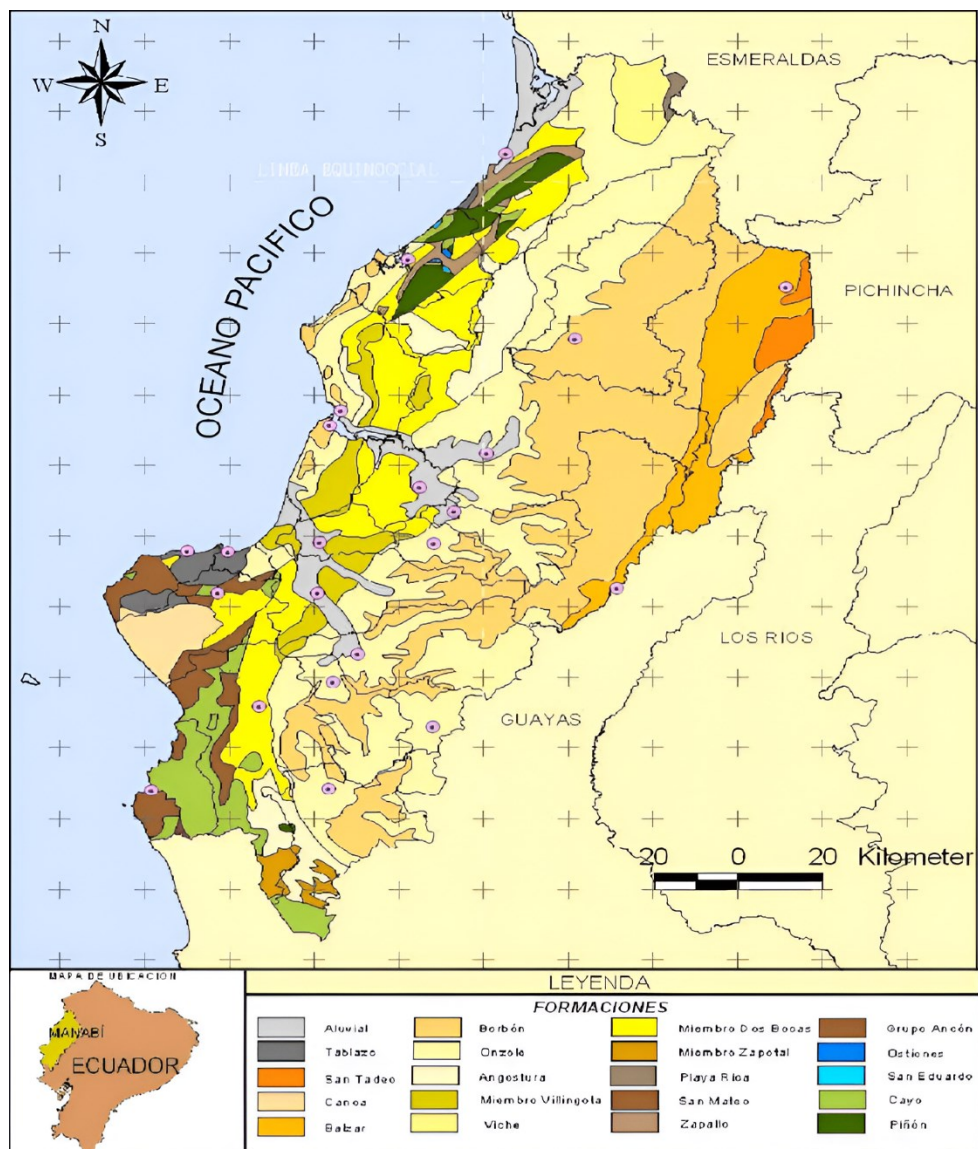 N
W
E
S
ESMERALDAS
LINEA EQUINOCCIAL
OCEANO PACIFICO
PICHINCHA
LOS RIOS
GUAYAS
20 0 20 Kilometer
MAPA DE UBICACION
MANABÍ
ECUADOR
LEYENDA
FORMACIONES
Aluvial
Tablazo
San Tadeo
Canoa
Balzar
Borbón
Onzole
Angostura
Miembro Villingota
Viche
Miembro Dos Bocas
Miembro Zapotal
Playa Rica
San Mateo
Zapallo
Grupo Ancón
Ostiones
San Eduardo
Cayo
Piñón